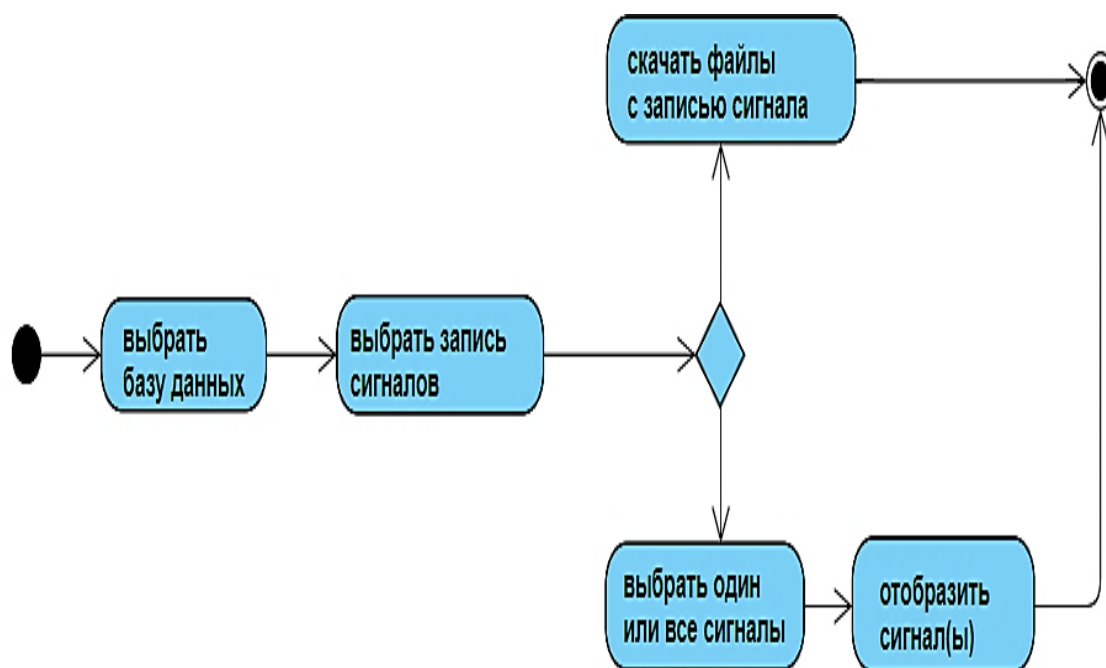 скачать файлы
с записью сигнала
выбрать
базу данных
выбрать запись
сигналов
выбрать один
или все сигналы
отобразить
сигнал(ы)